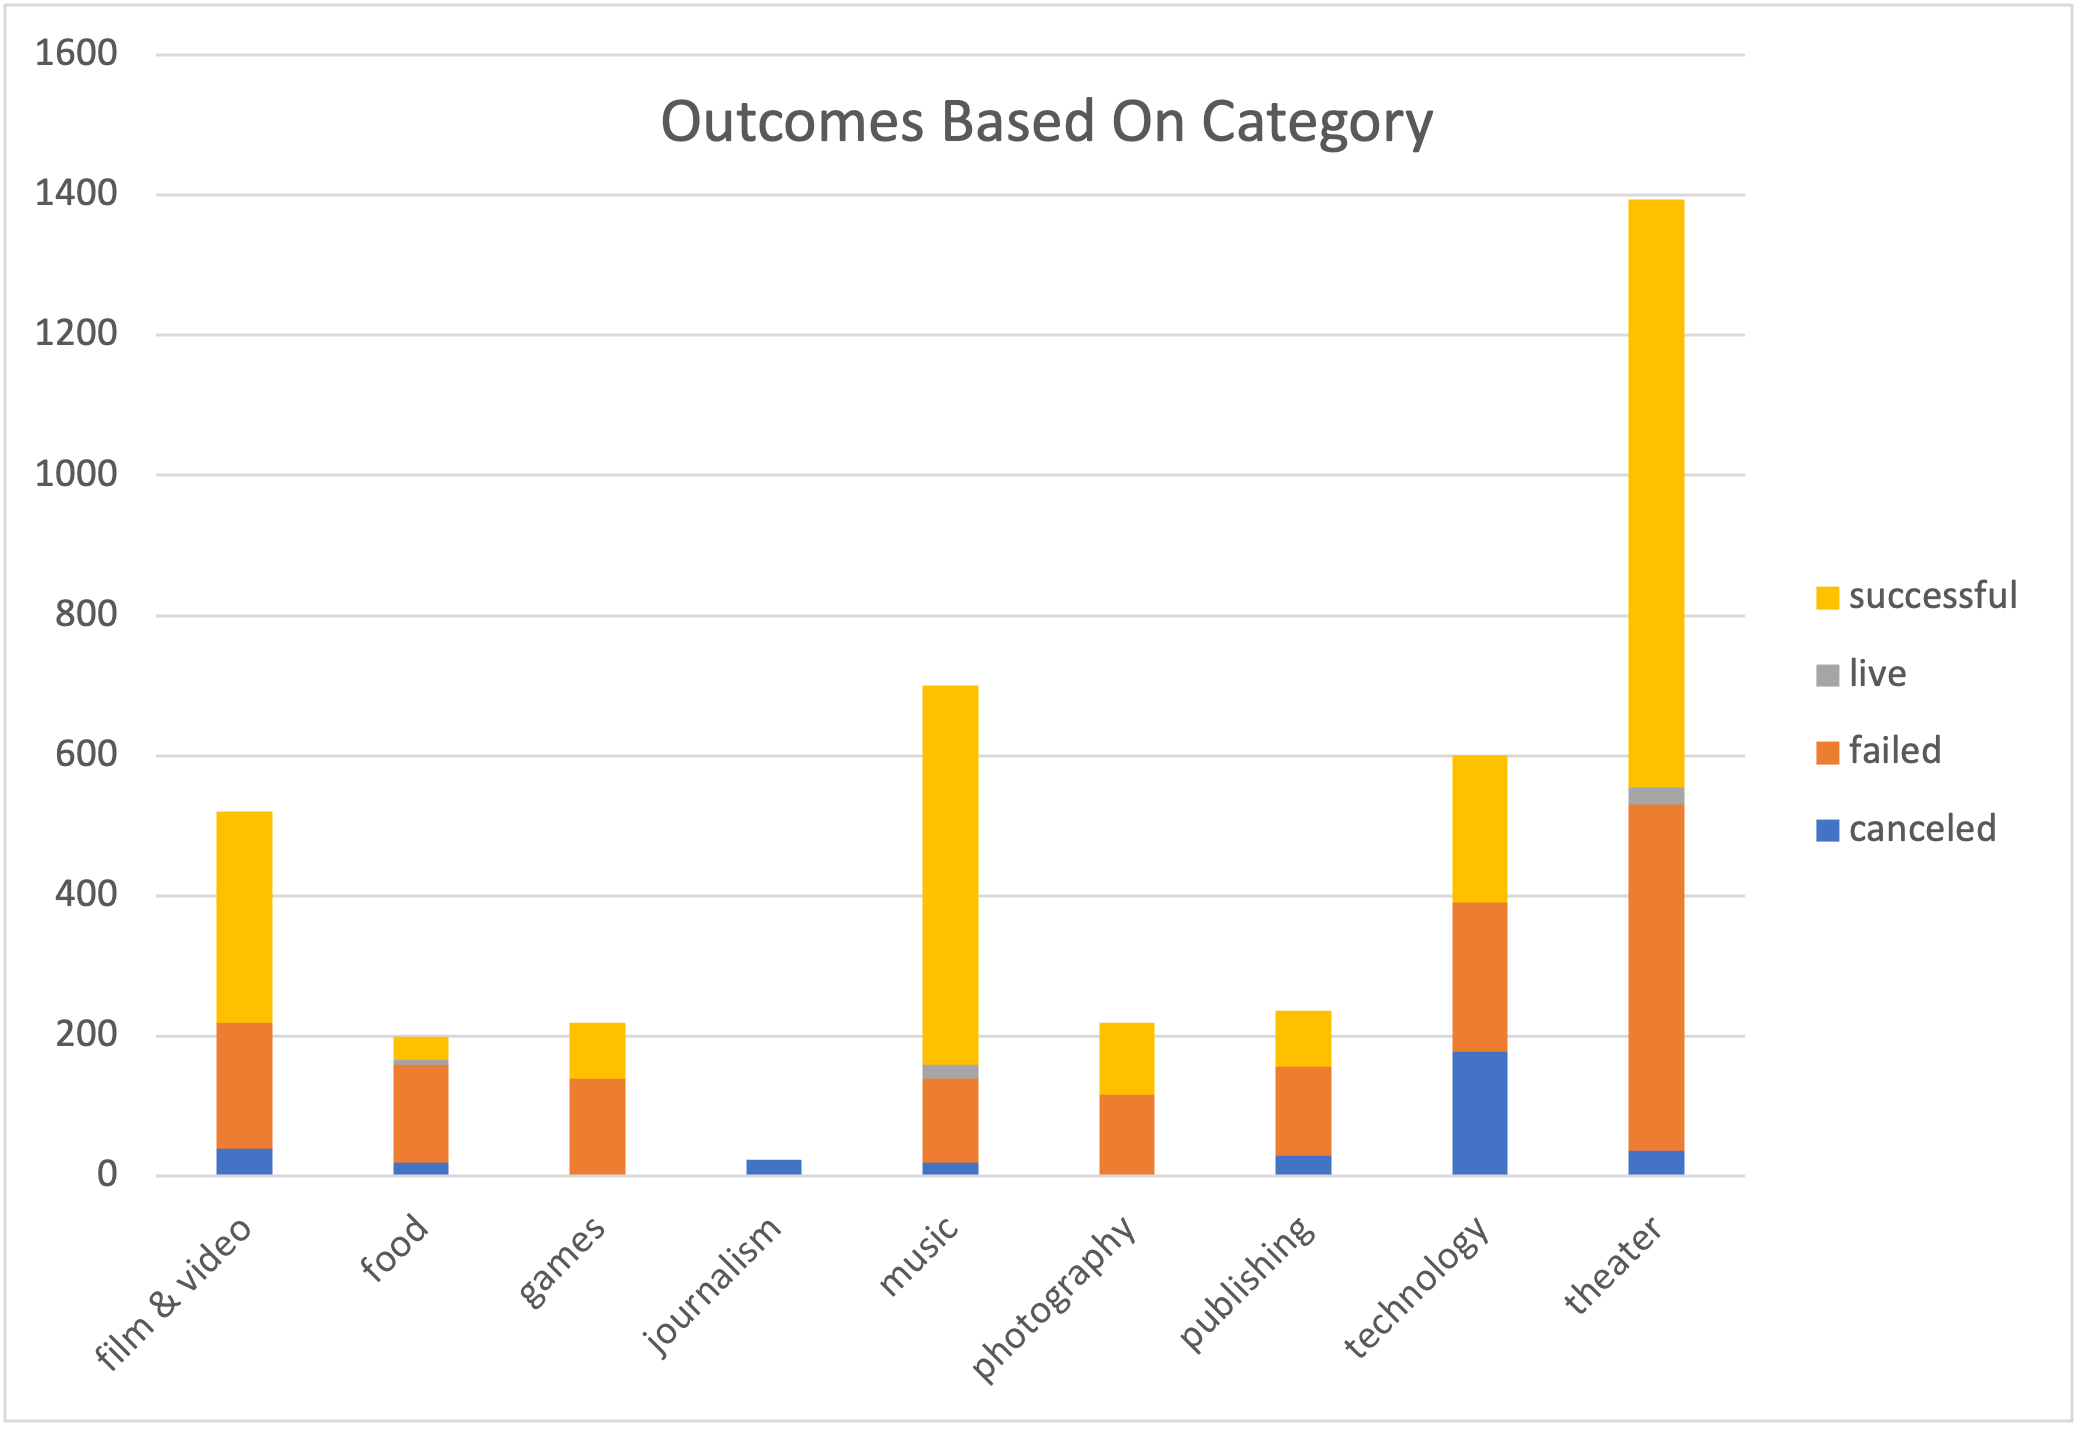 Outcomes Based On Category
1600
1400
1200
1000
800
600
400
200
0
film & video
food
games
journalism
music
photography
publishing
technology
theater
successful
live
failed
canceled